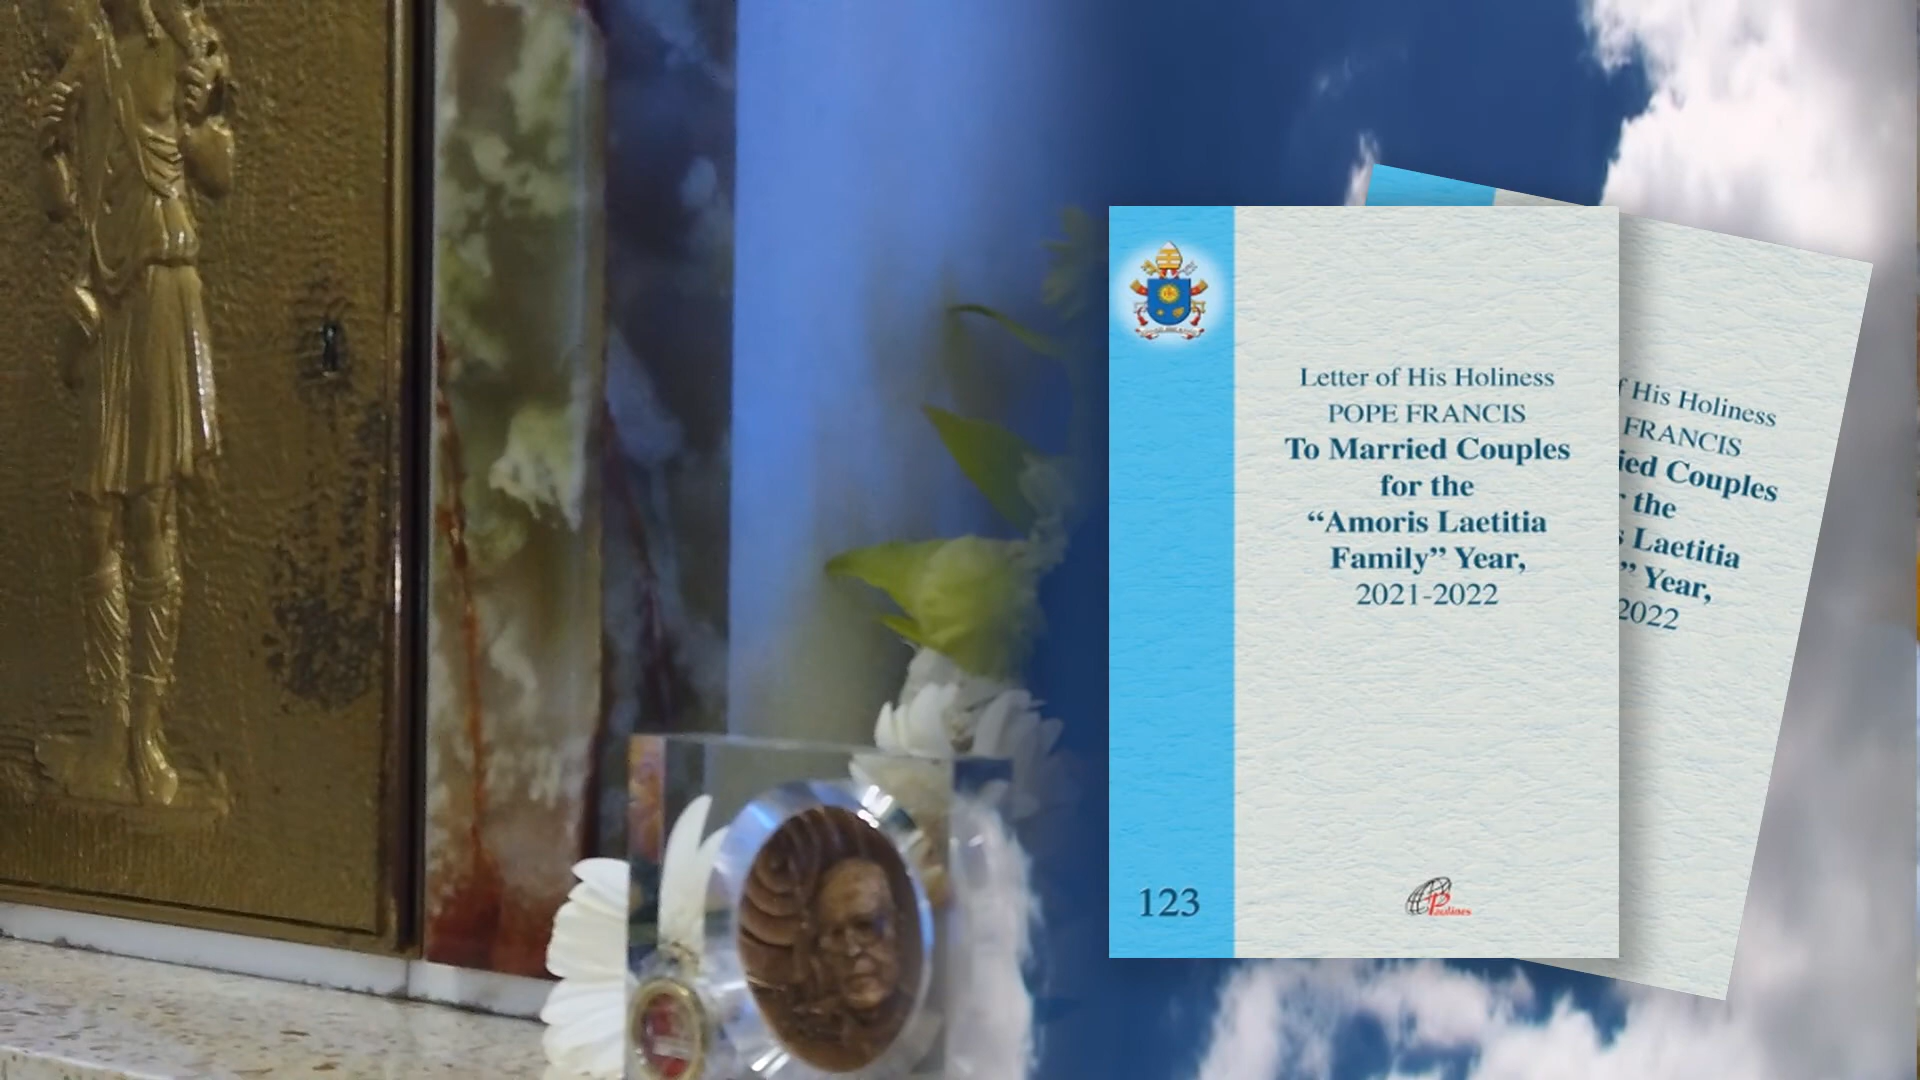 Letter of His Holiness
POPE FRANCIS
To Married Couples
for the
“Amoris Laetitia
Family” Year,
2021-2022
123
Paulines
His Holiness
FRANCIS
Couples
the
Laetitia
” Year,
2022